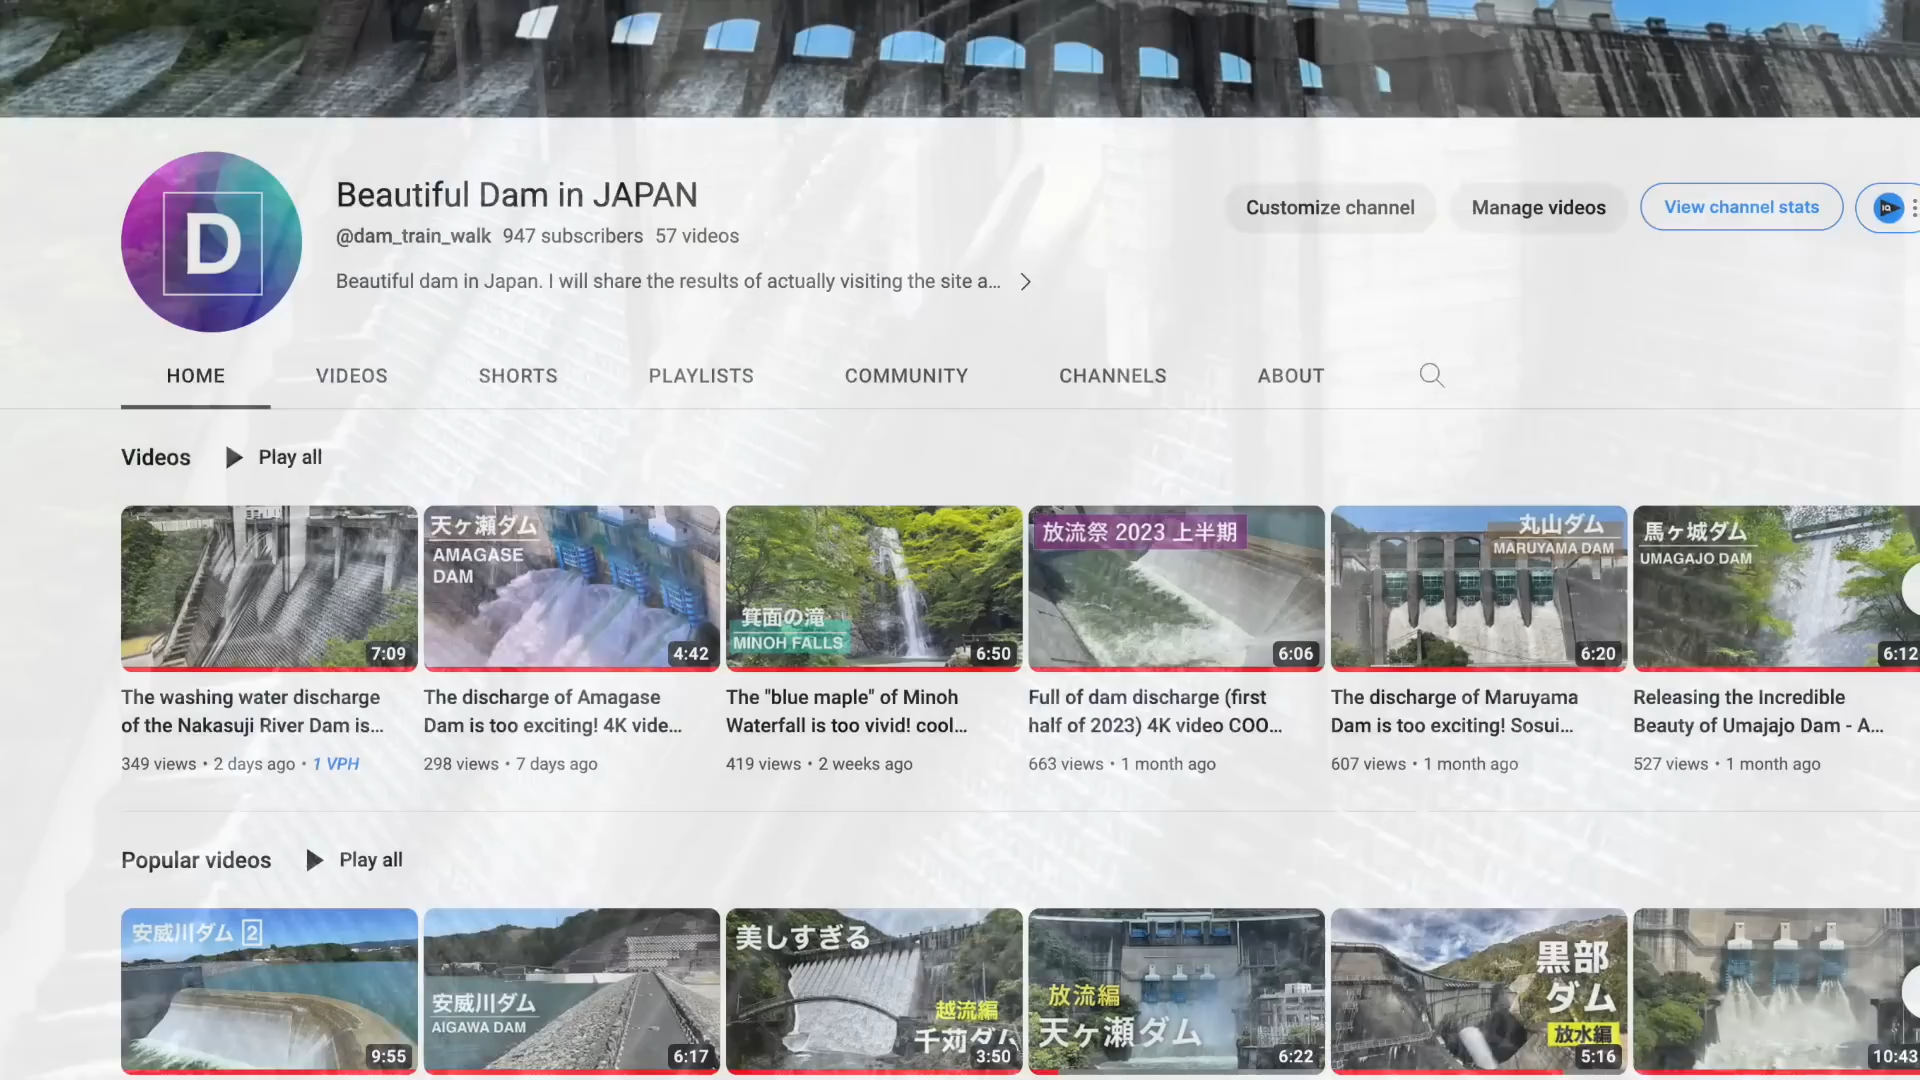 D
Beautiful Dam in JAPAN
@dam_train_walk 947 subscribers 57 videos
Beautiful dam in Japan. I will share the results of actually visiting the site a...
Customize channel
Manage videos
View channel stats
HOME
VIDEOS
SHORTS
PLAYLISTS
COMMUNITY
CHANNELS
ABOUT
Videos
Play all
7:09
天ヶ瀬ダム
AMAGASE
DAM
4:42
箕面の滝
MINOH FALLS
6:50
放流祭 2023 上半期
6:06
丸山ダム
MARUYAMA DAM
6:20
馬ヶ城ダム
UMAGAJO DAM
6:12
The washing water discharge
of the Nakasuji River Dam is...
349 views • 2 days ago • 1 VPH
The discharge of Amagase
Dam is too exciting! 4K vide...
298 views • 7 days ago
The "blue maple" of Minoh
Waterfall is too vivid! cool...
419 views • 2 weeks ago
Full of dam discharge (first
half of 2023) 4K video COO...
663 views • 1 month ago
The discharge of Maruyama
Dam is too exciting! Sosui...
607 views • 1 month ago
Releasing the Incredible
Beauty of Umajajo Dam - A...
527 views • 1 month ago
Popular videos
Play all
安威川ダム 2
9:55
安威川ダム
AIGAWA DAM
6:17
美しすぎる
越流編
千苅ダム
3:50
放流編
天ヶ瀬ダム
6:22
黒部
ダム
放水編
5:16
10:43